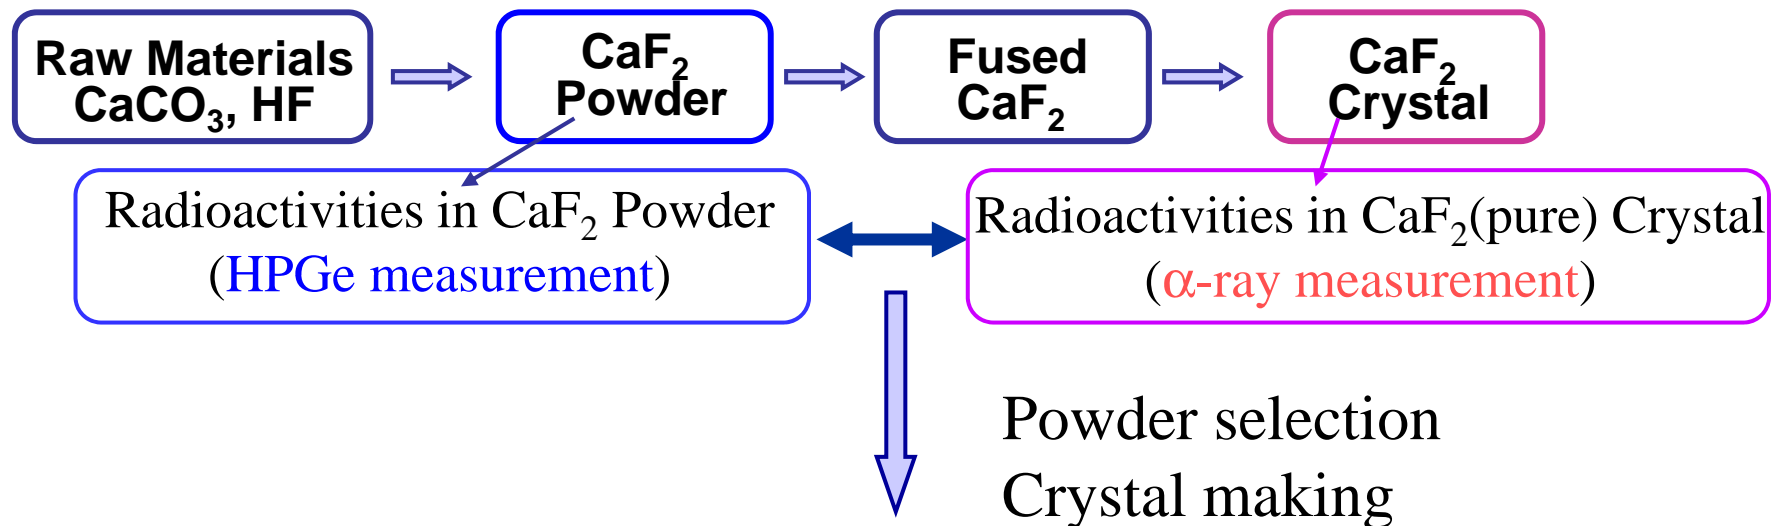 Raw Materials
CaCO₃, HF
CaF₂
Powder
Fused
CaF₂
CaF₂
Crystal
Radioactivities in CaF₂ Powder
(HPGe measurement)
Radioactivities in CaF₂(pure) Crystal
(α-ray measurement)
Powder selection
Crystal making